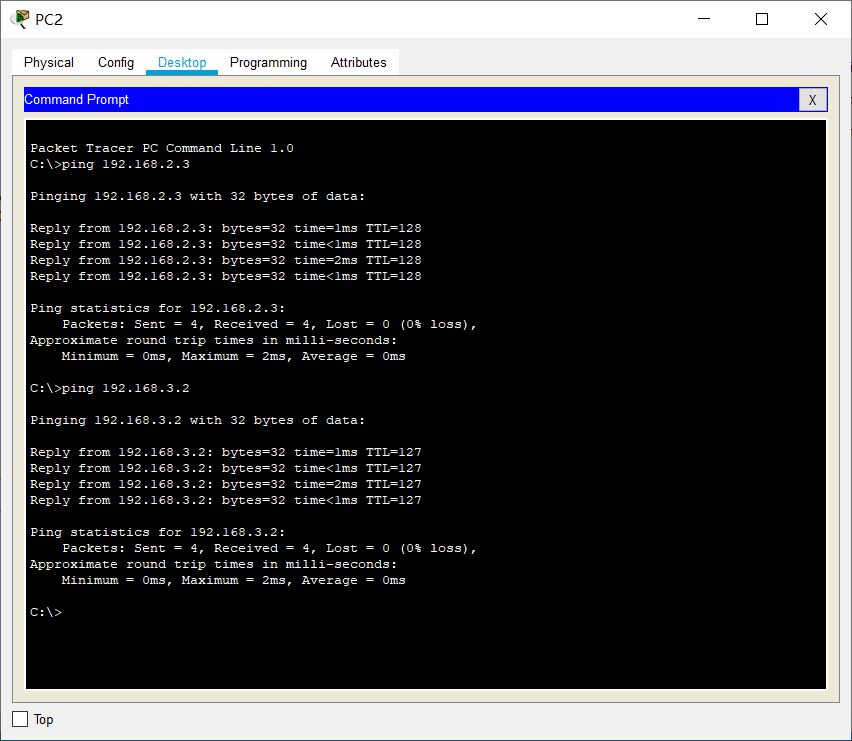 PC2
Physical Config Desktop Programming Attributes
Command Prompt X
Packet Tracer PC Command Line 1.0
C:\>ping 192.168.2.3
Pinging 192.168.2.3 with 32 bytes of data:
Reply from 192.168.2.3: bytes=32 time=1ms TTL=128
Reply from 192.168.2.3: bytes=32 time<1ms TTL=128
Reply from 192.168.2.3: bytes=32 time=2ms TTL=128
Reply from 192.168.2.3: bytes=32 time<1ms TTL=128
Ping statistics for 192.168.2.3:
    Packets: Sent = 4, Received = 4, Lost = 0 (0% loss),
Approximate round trip times in milli-seconds:
    Minimum = 0ms, Maximum = 2ms, Average = 0ms
C:\>ping 192.168.3.2
Pinging 192.168.3.2 with 32 bytes of data:
Reply from 192.168.3.2: bytes=32 time=1ms TTL=127
Reply from 192.168.3.2: bytes=32 time<1ms TTL=127
Reply from 192.168.3.2: bytes=32 time=2ms TTL=127
Reply from 192.168.3.2: bytes=32 time<1ms TTL=127
Ping statistics for 192.168.3.2:
    Packets: Sent = 4, Received = 4, Lost = 0 (0% loss),
Approximate round trip times in milli-seconds:
    Minimum = 0ms, Maximum = 2ms, Average = 0ms
C:\>
Top